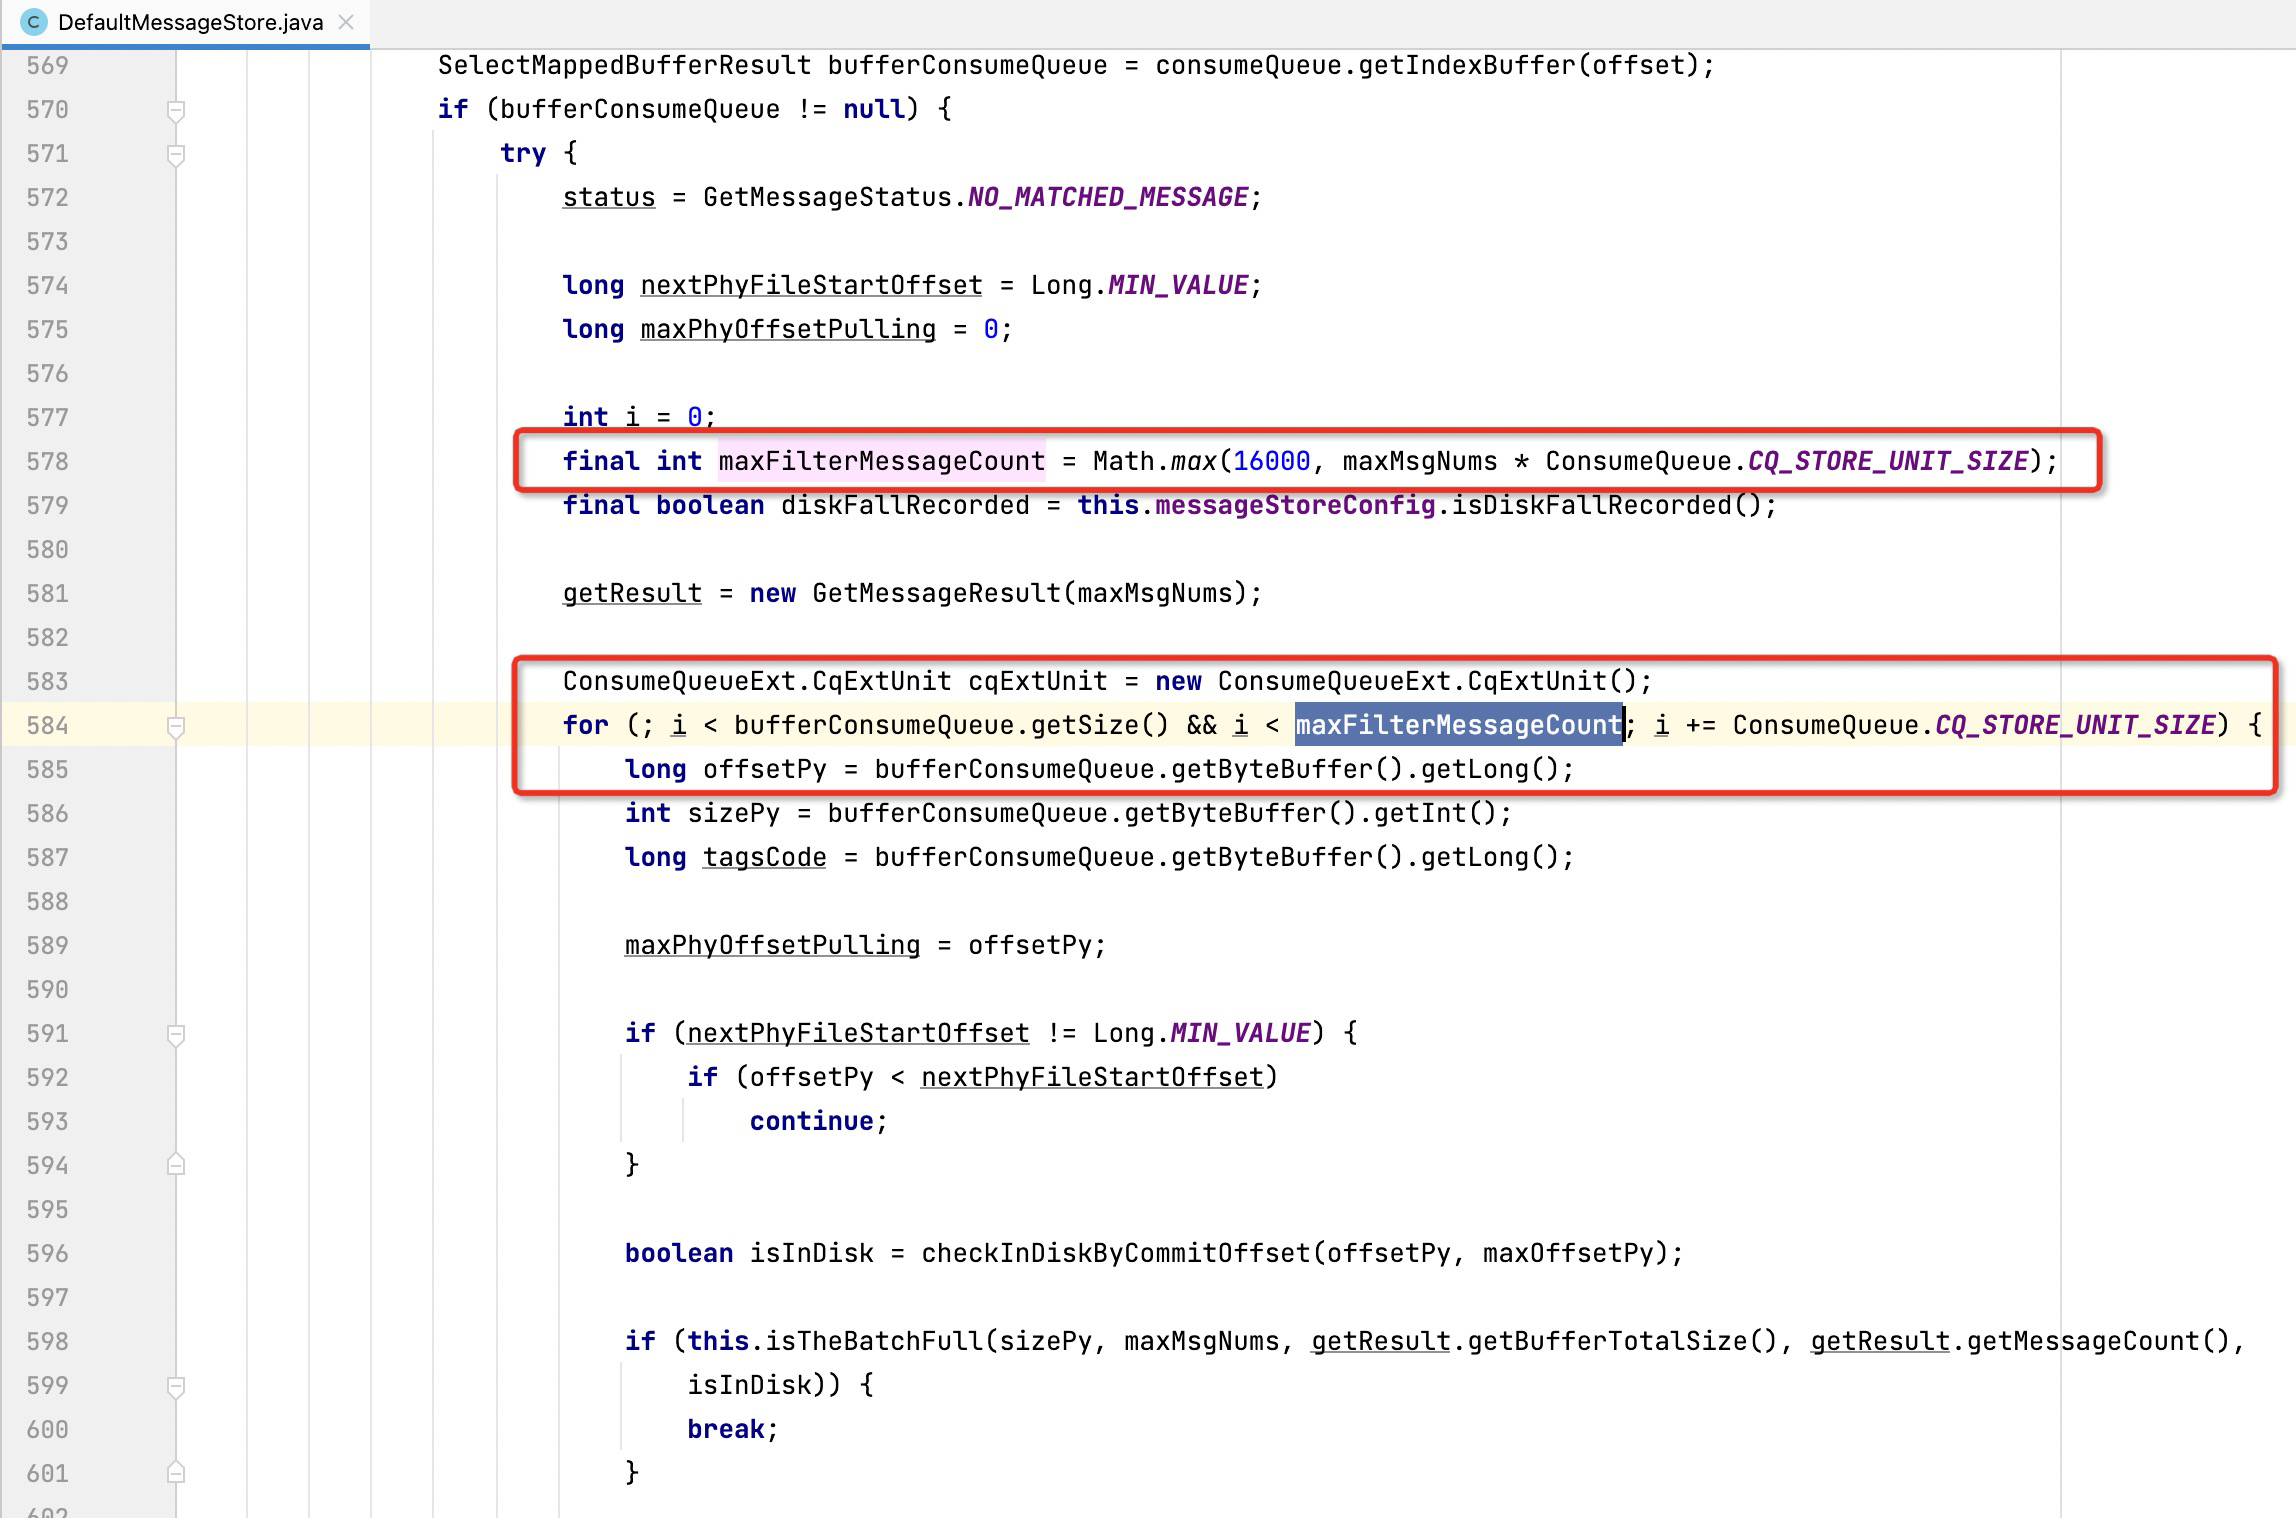 C DefaultMessageStore.java
569 SelectMappedBufferResult bufferConsumeQueue = consumeQueue.getIndexBuffer(offset);
570 if (bufferConsumeQueue != null) {
571 try {
572 status = GetMessageStatus.NO_MATCHED_MESSAGE;
573
574 long nextPhyFileStartOffset = Long.MIN_VALUE;
575 long maxPhyOffsetPulling = 0;
576
577 int i = 0;
578 final int maxFilterMessageCount = Math.max(16000, maxMsgNums * ConsumeQueue.CQ_STORE_UNIT_SIZE);
579 final boolean diskFallRecorded = this.messageStoreConfig.isDiskFallRecorded();
580
581 getResult = new GetMessageResult(maxMsgNums);
582
583 ConsumeQueueExt.CqExtUnit cqExtUnit = new ConsumeQueueExt.CqExtUnit();
584 for (; i < bufferConsumeQueue.getSize() && i < maxFilterMessageCount; i += ConsumeQueue.CQ_STORE_UNIT_SIZE) {
585 long offsetPy = bufferConsumeQueue.getByteBuffer().getLong();
586 int sizePy = bufferConsumeQueue.getByteBuffer().getInt();
587 long tagsCode = bufferConsumeQueue.getByteBuffer().getLong();
588
589 maxPhyOffsetPulling = offsetPy;
590
591 if (nextPhyFileStartOffset != Long.MIN_VALUE) {
592 if (offsetPy < nextPhyFileStartOffset)
593 continue;
594 }
595
596 boolean isInDisk = checkInDiskByCommitOffset(offsetPy, maxOffsetPy);
597
598 if (this.isTheBatchFull(sizePy, maxMsgNums, getResult.getBufferTotalSize(), getResult.getMessageCount(),
599 isInDisk)) {
600 break;
601 }
602